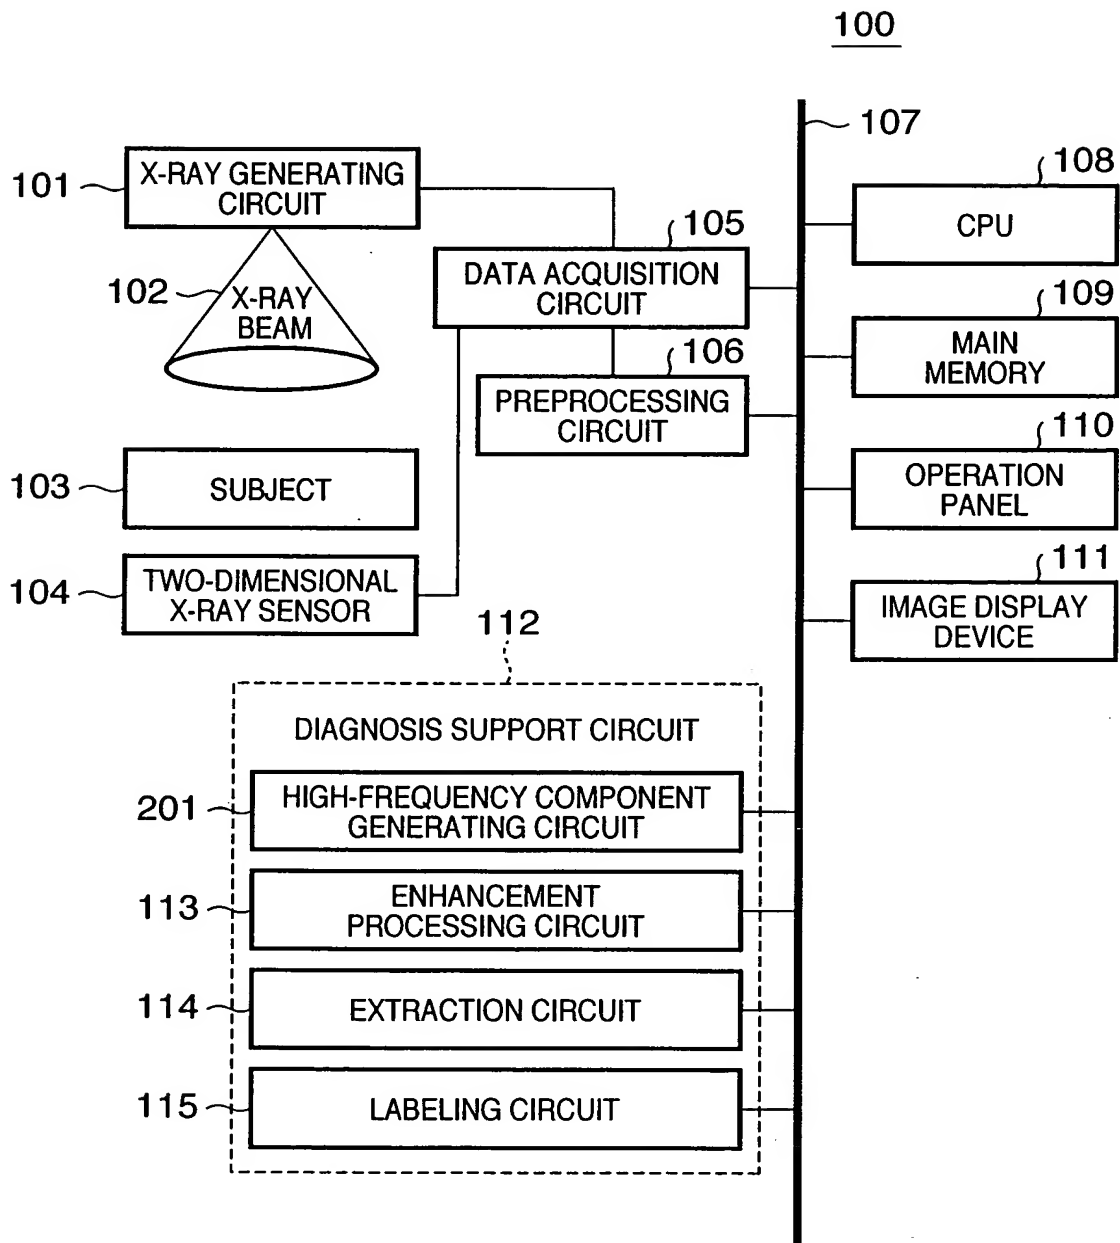 100
107
101
X-RAY GENERATING
CIRCUIT
108
CPU
105
DATA ACQUISITION
CIRCUIT
102
X-RAY
BEAM
109
MAIN
MEMORY
106
PREPROCESSING
CIRCUIT
110
OPERATION
PANEL
103
SUBJECT
104
TWO-DIMENSIONAL
X-RAY SENSOR
111
IMAGE DISPLAY
DEVICE
112
DIAGNOSIS SUPPORT CIRCUIT
201
HIGH-FREQUENCY COMPONENT
GENERATING CIRCUIT
113
ENHANCEMENT
PROCESSING CIRCUIT
114
EXTRACTION CIRCUIT
115
LABELING CIRCUIT